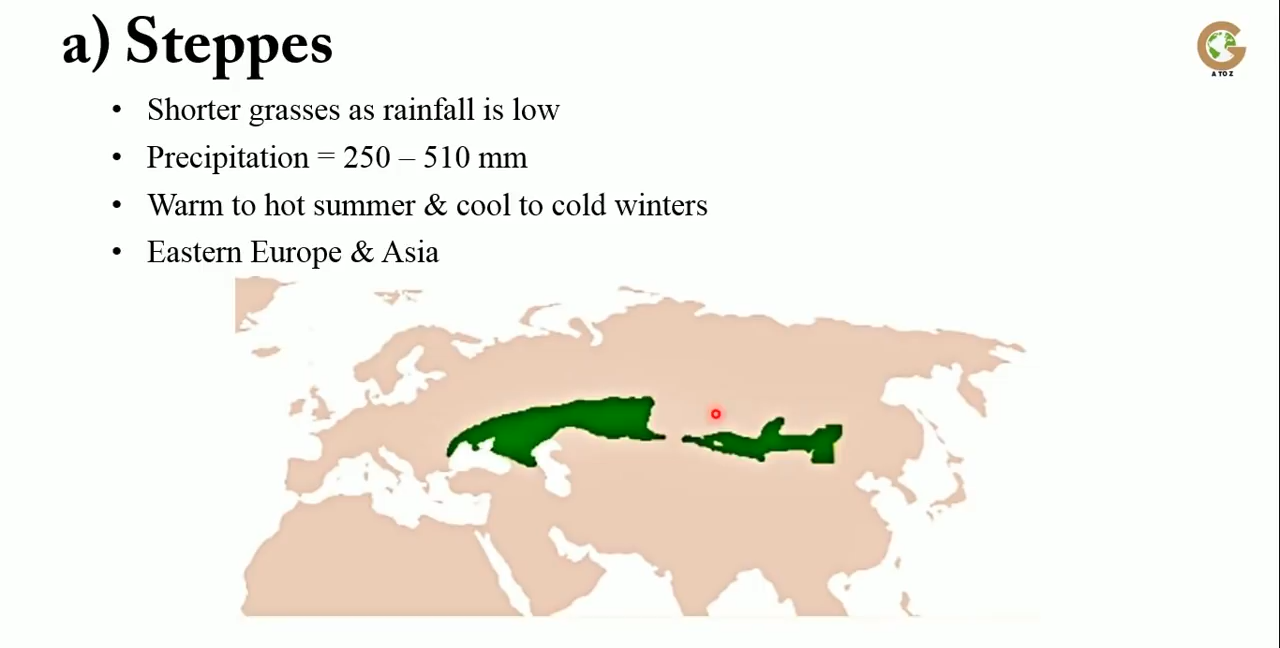 a) Steppes
A TO Z
• Shorter grasses as rainfall is low
• Precipitation = 250 – 510 mm
• Warm to hot summer & cool to cold winters
• Eastern Europe & Asia